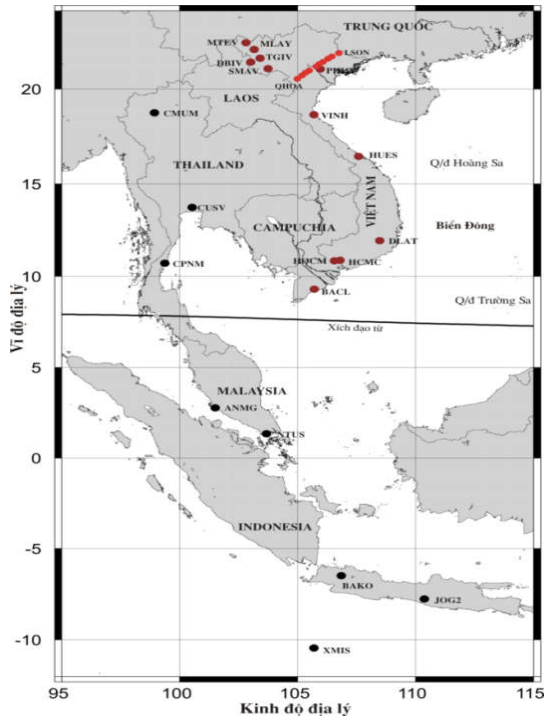 TRUNG QUỐC
MTEV
MLAY
LSON
DBIV
TGIV
SMAV
QHOA
20
LAOS
CMUM
VINH
HUES
THAILAND
Q/đ Hoàng Sa
15
VIỆT NAM
CUSV
CAMPUCHIA
Biển Đông
DLAT
CPNM
HOCM
HCMC
10
BACL
Q/đ Trường Sa
Xích đạo từ
Vĩ độ địa lý
5
MALAYSIA
ANMG
NTUS
0
INDONESIA
-5
BAKO
JOG2
-10
XMIS
95
100
105
110
115
Kinh độ địa lý